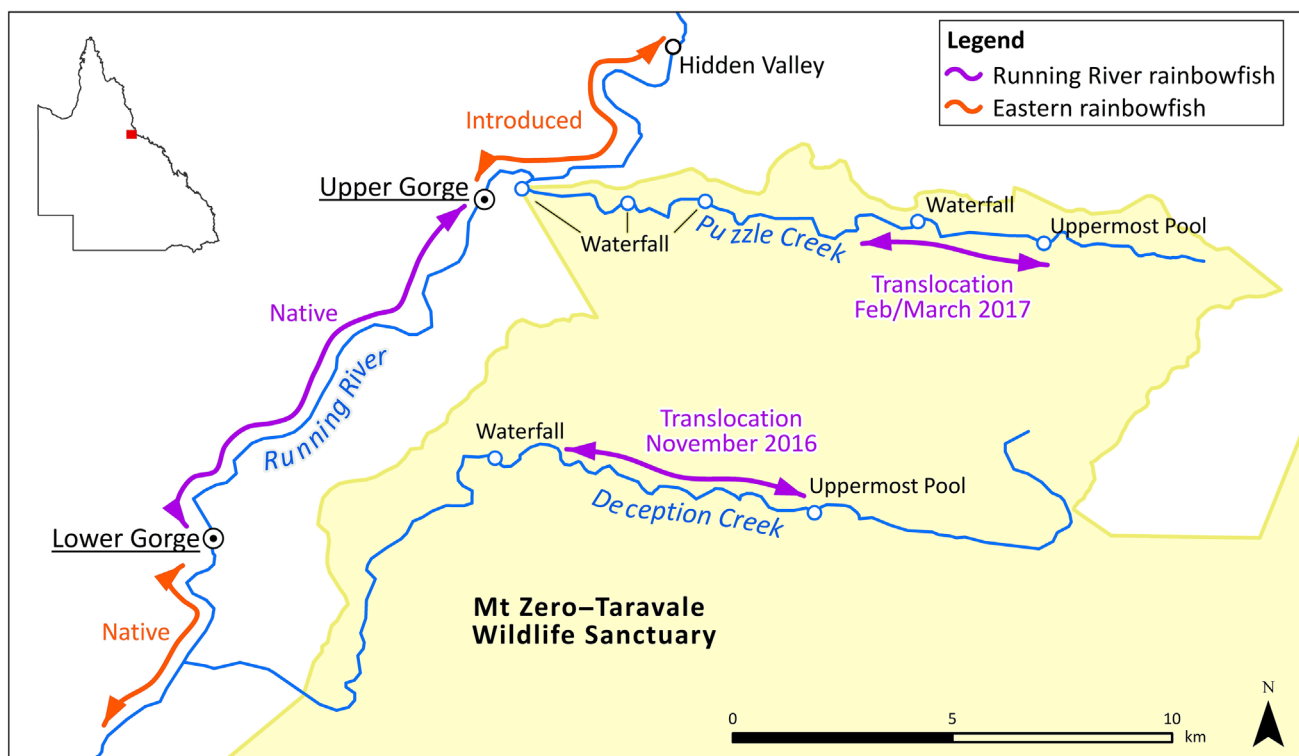 Legend
Running River rainbowfish
Eastern rainbowfish
Hidden Valley
Introduced
Upper Gorge
Waterfall
Waterfall
Uppermost Pool
Puzzle Creek
Translocation
Feb/March 2017
Native
Running River
Translocation
November 2016
Waterfall
Uppermost Pool
Deception Creek
Lower Gorge
Native
Mt Zero–Taravale
Wildlife Sanctuary
N
0 5 10
km